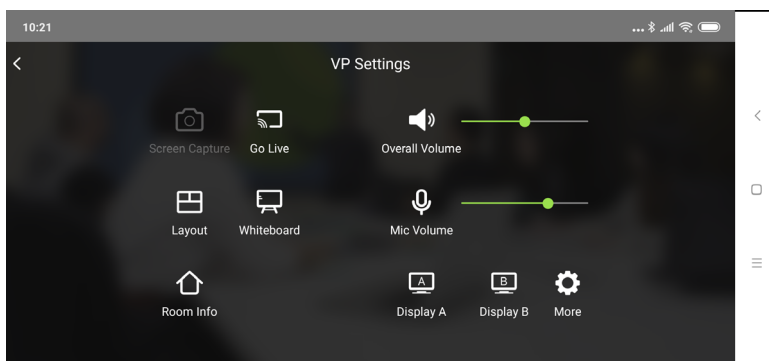 10:21
VP Settings
Screen Capture Go Live Overall Volume
Layout Whiteboard Mic Volume
A B
Room Info Display A Display B More